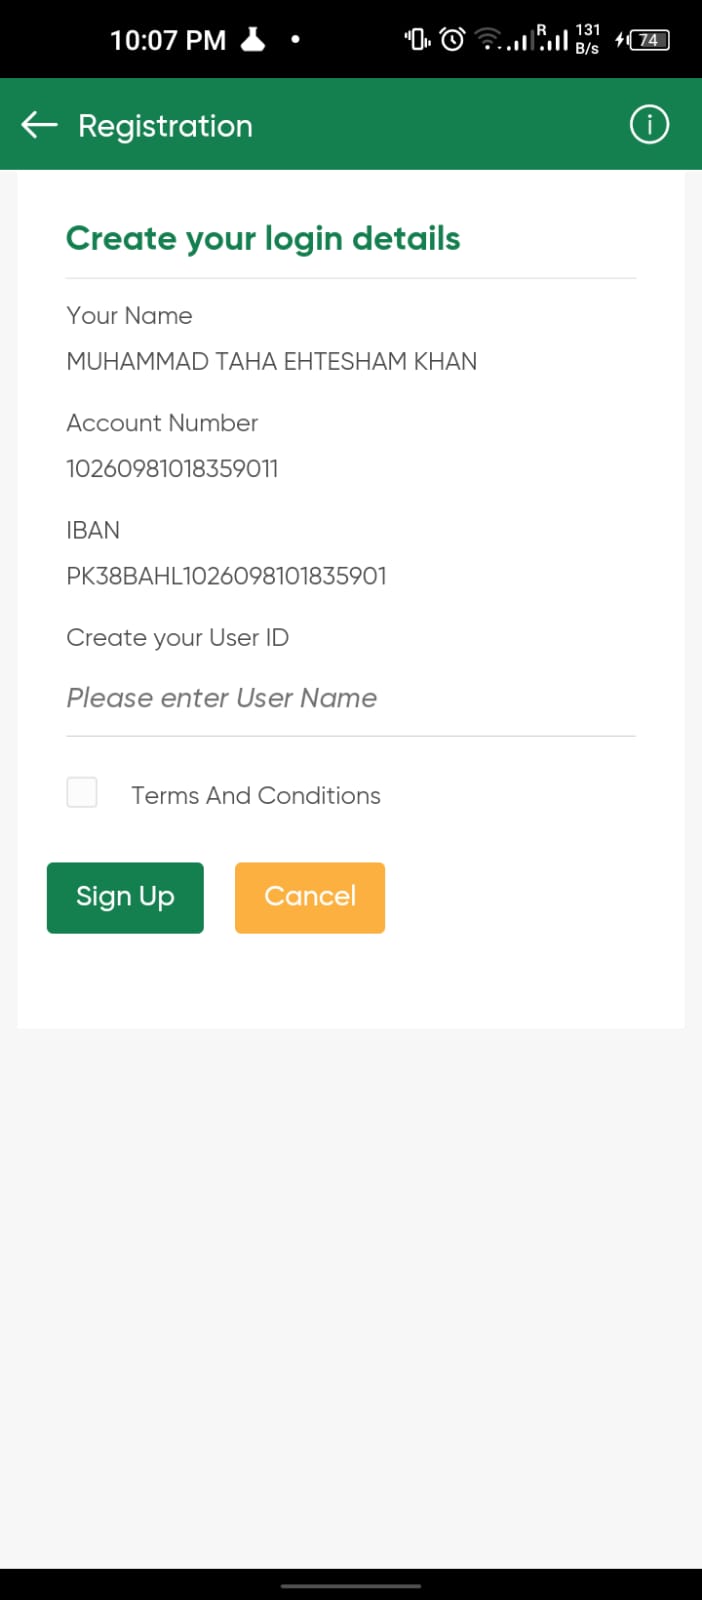 10:07 PM
R
131
B/s
74
Registration
Create your login details
Your Name
MUHAMMAD TAHA EHTESHAM KHAN
Account Number
10260981018359011
IBAN
PK38BAHL1026098101835901
Create your User ID
Please enter User Name
Terms And Conditions
Sign Up
Cancel